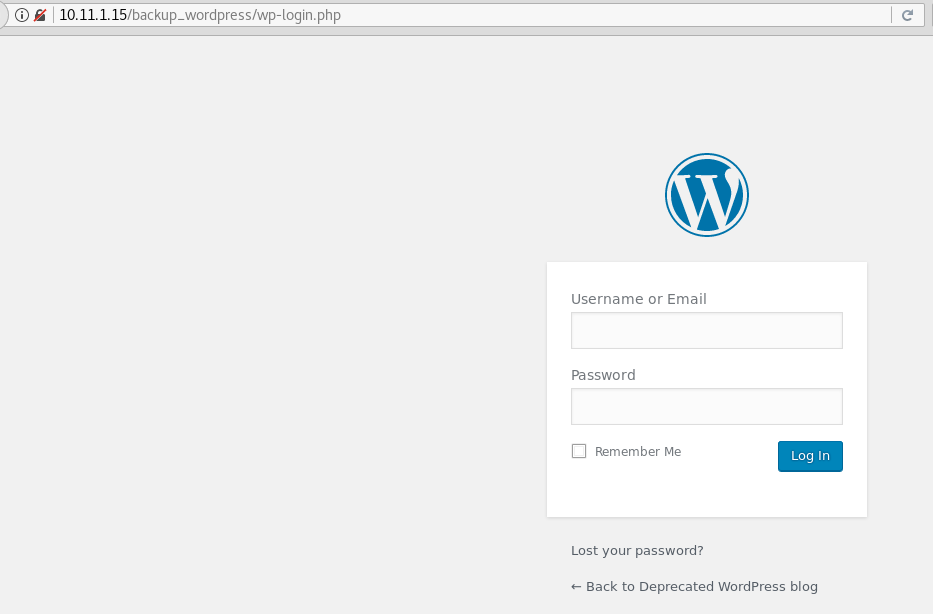 10.11.1.15/backup_wordpress/wp-login.php
Username or Email
Password
Remember Me
Log In
Lost your password?
← Back to Deprecated WordPress blog